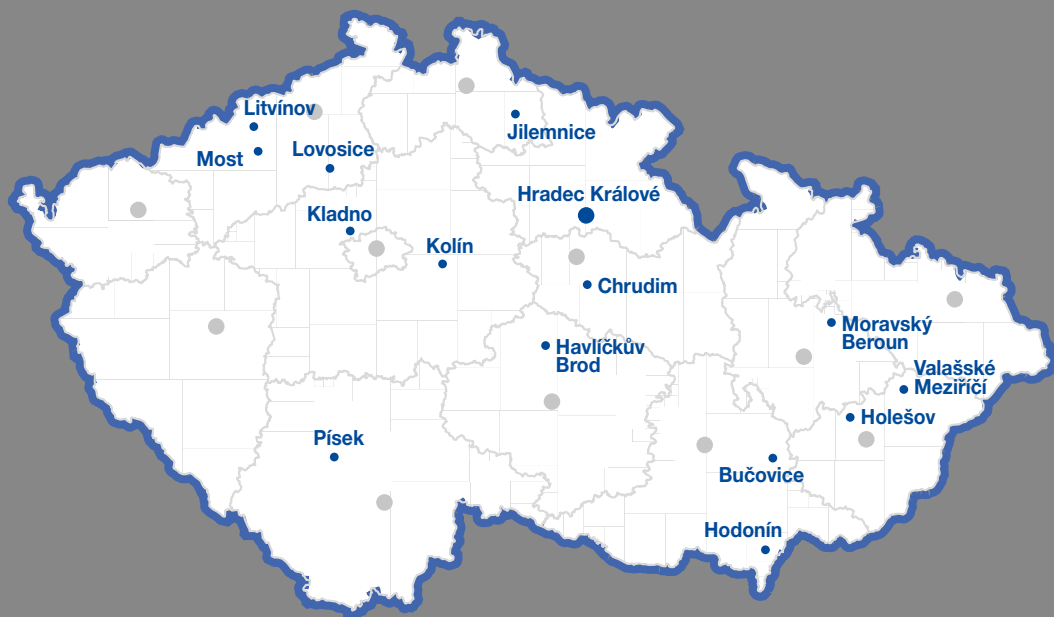 Litvínov
Jilemnice
Lovosice
Most
Hradec Králové
Kladno
Kolín
Chrudim
Moravský
Beroun
Havlíčkův
Brod
Valašské
Meziříčí
Holešov
Písek
Bučovice
Hodonín